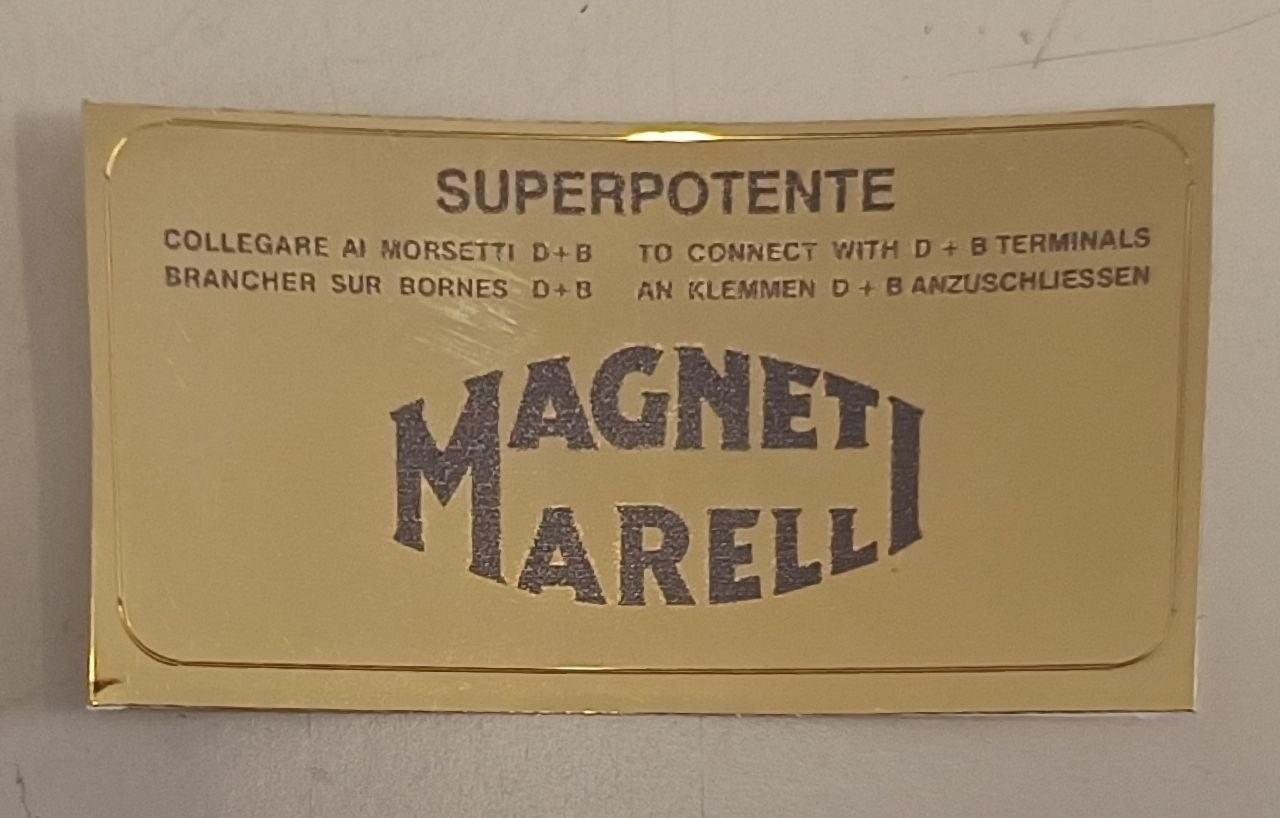 SUPERPOTENTE
COLLEGARE AI MORSETTI D+B TO CONNECT WITH D + B TERMINALS
BRANCHER SUR BORNES D+B AN KLEMMEN D + B ANZUSCHLIESSEN
MAGNETI
MARELLI